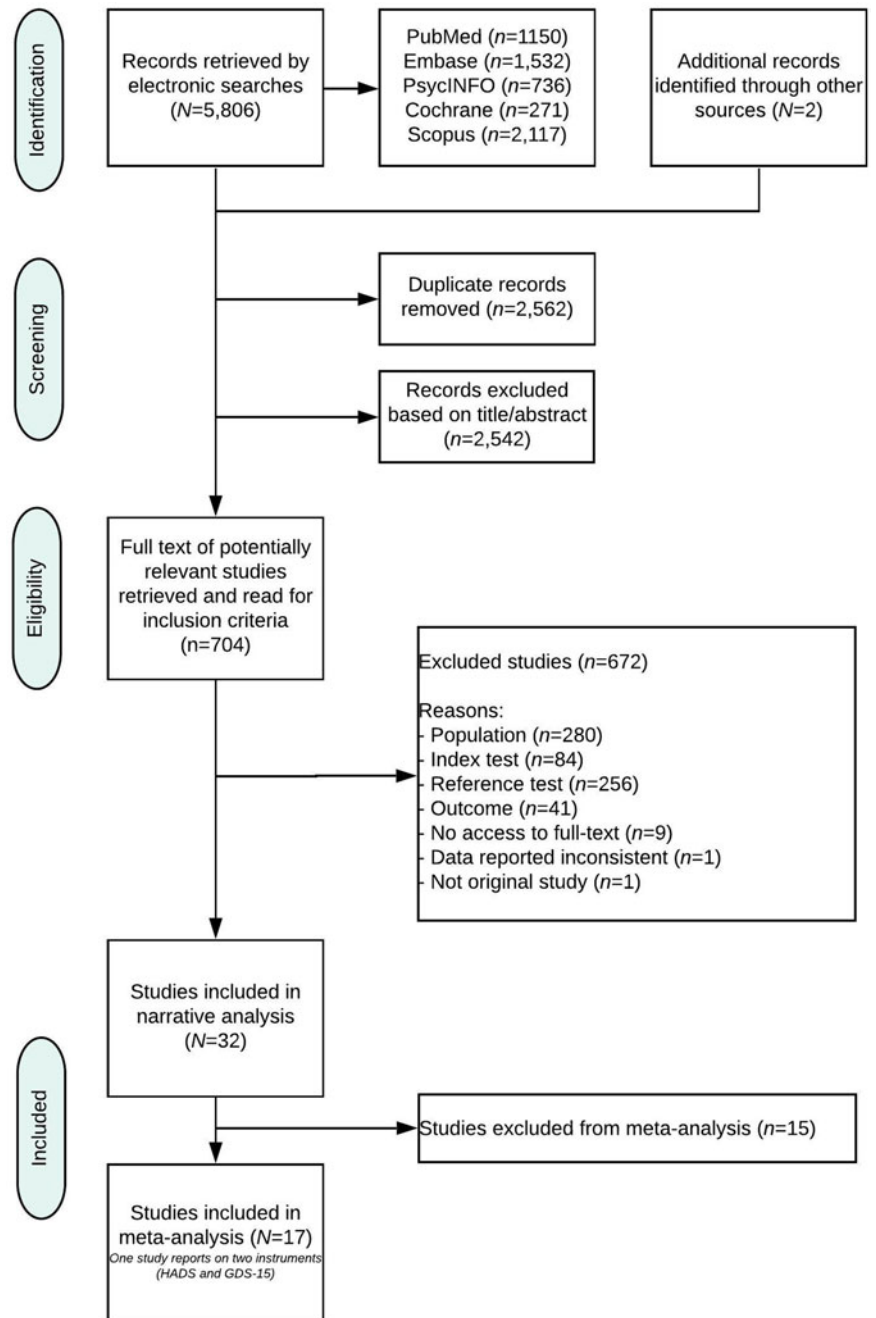 Identification
Records retrieved by
electronic searches
(N=5,806)
PubMed (n=1150)
Embase (n=1,532)
PsycINFO (n=736)
Cochrane (n=271)
Scopus (n=2,117)
Additional records
identified through other
sources (N=2)
Screening
Duplicate records
removed (n=2,562)
Records excluded
based on title/abstract
(n=2,542)
Eligibility
Full text of potentially
relevant studies
retrieved and read for
inclusion criteria
(n=704)
Excluded studies (n=672)
Reasons:
- Population (n=280)
- Index test (n=84)
- Reference test (n=256)
- Outcome (n=41)
- No access to full-text (n=9)
- Data reported inconsistent (n=1)
- Not original study (n=1)
Included
Studies included in
narrative analysis
(N=32)
Studies excluded from meta-analysis (n=15)
Studies included in
meta-analysis (N=17)
One study reports on two instruments
(HADS and GDS-15)